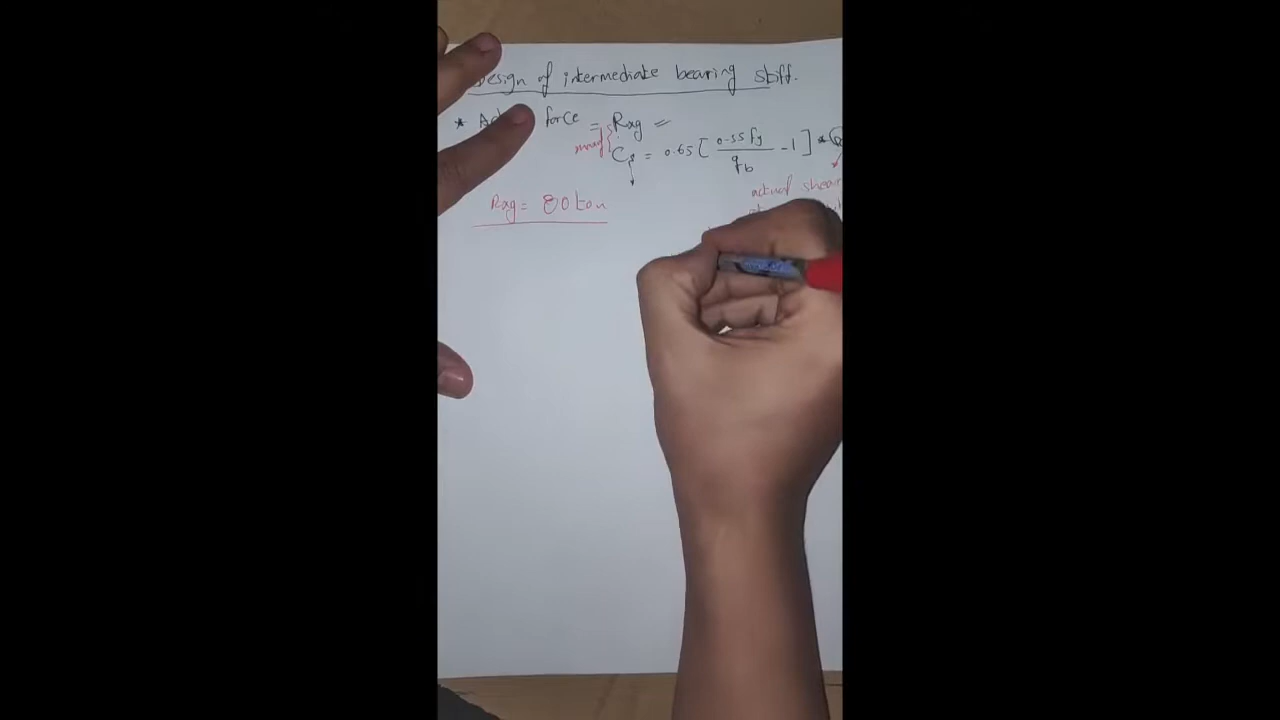 Design of intermediate bearing stiff.
* force = Rxg =
C = 0.65 [ 0.55 fy / qb - 1 ] *
actual shear
Rxg = 80 ton